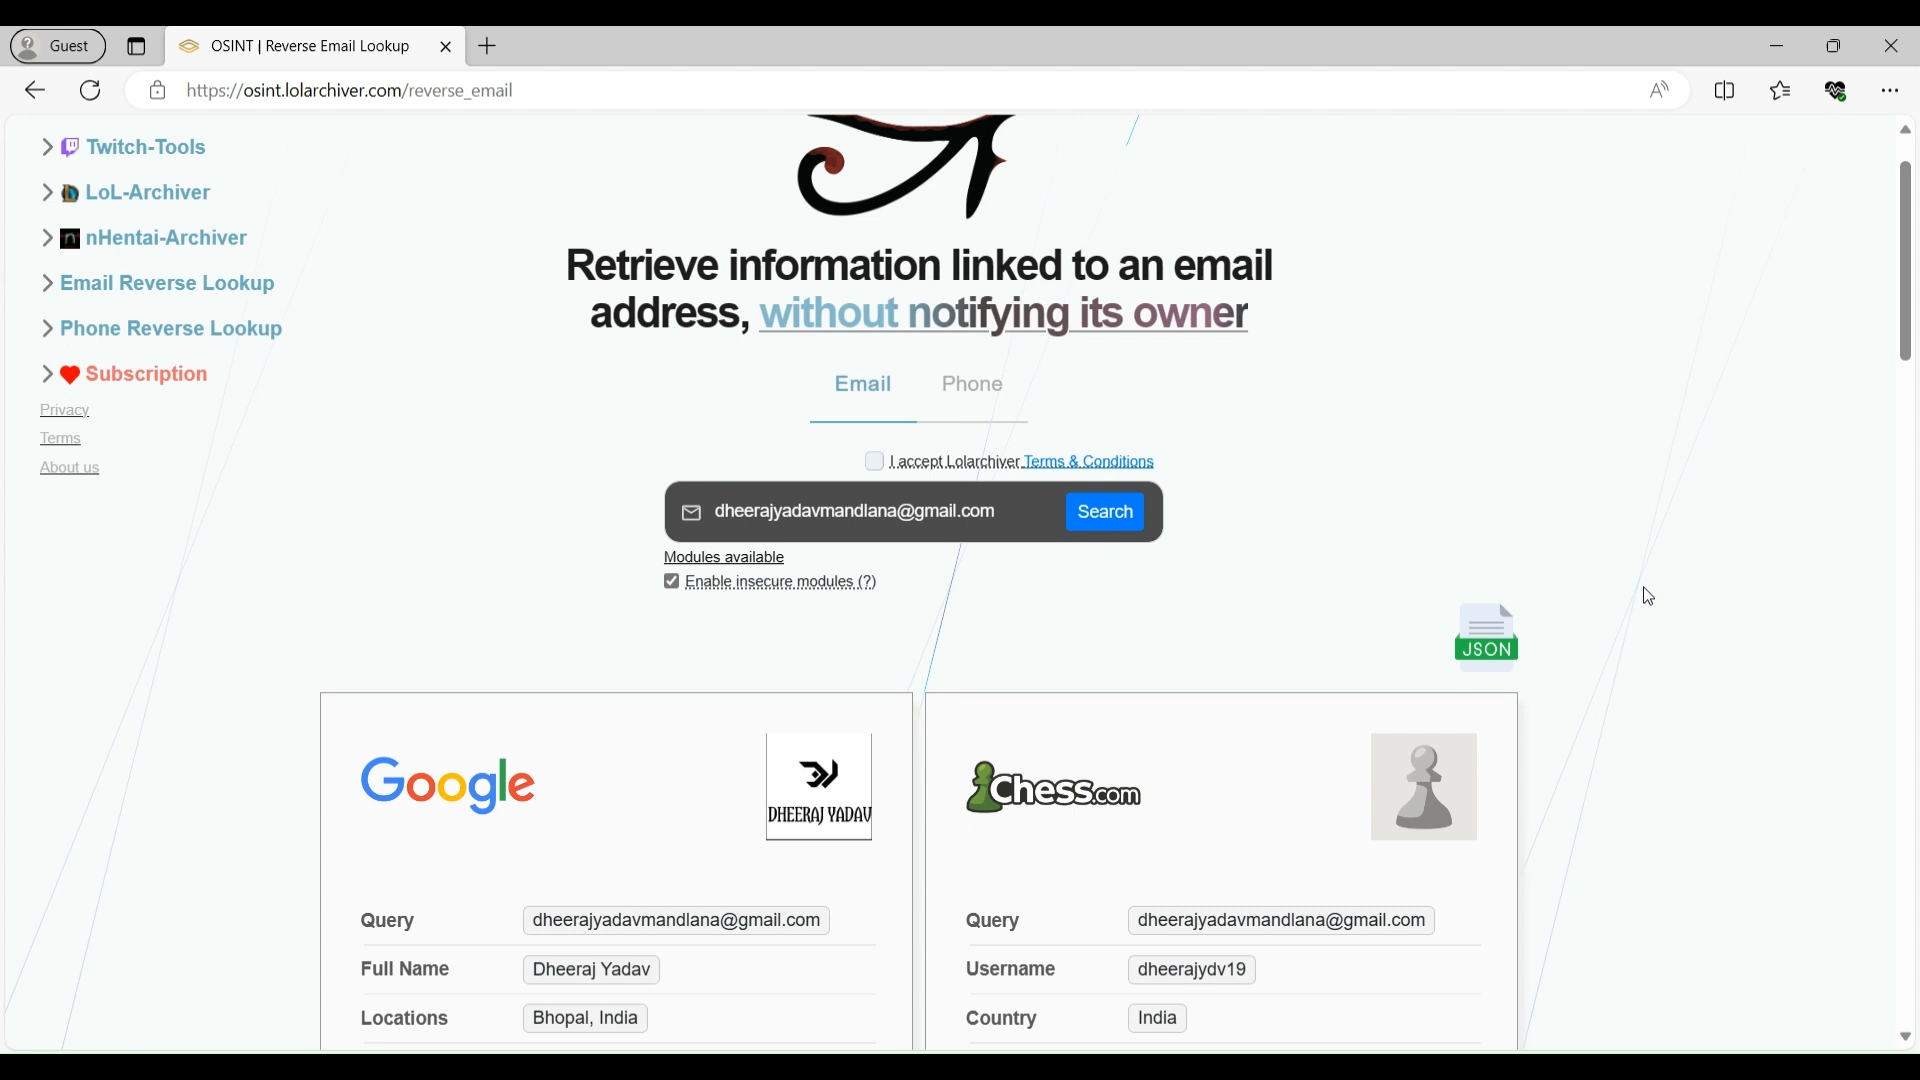 Guest
OSINT | Reverse Email Lookup
https://osint.lolarchiver.com/reverse_email
Twitch-Tools
LoL-Archiver
nHentai-Archiver
Email Reverse Lookup
Phone Reverse Lookup
Subscription
Privacy
Terms
About us
Retrieve information linked to an email
address, without notifying its owner
Email Phone
I accept Lolarchiver Terms & Conditions
dheerajyadavmandlana@gmail.com Search
Modules available
Enable insecure modules (?)
JSON
Google
DHEERAJ YADAV
Query dheerajyadavmandlana@gmail.com
Full Name Dheeraj Yadav
Locations Bhopal, India
Chess.com
Query dheerajyadavmandlana@gmail.com
Username dheerajydv19
Country India